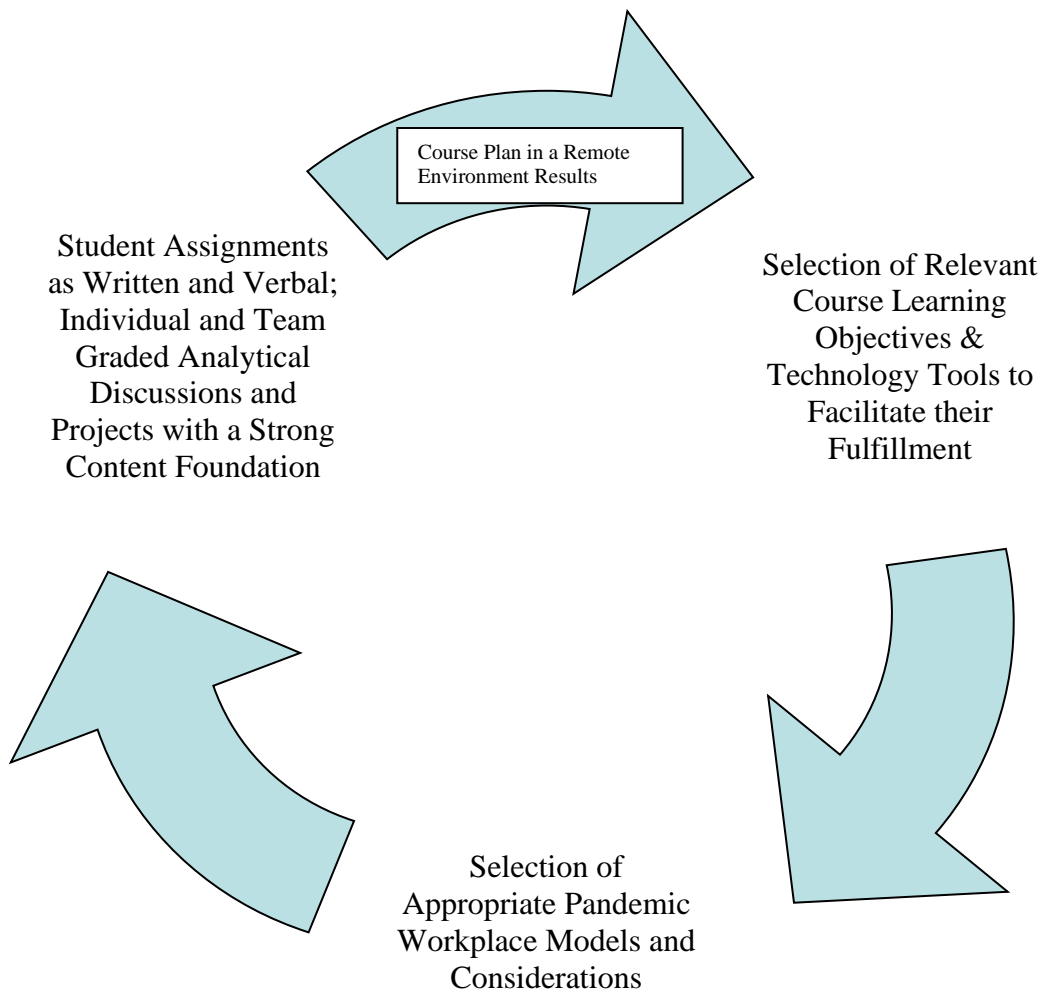 Course Plan in a Remote
Environment Results
Student Assignments
as Written and Verbal;
Individual and Team
Graded Analytical
Discussions and
Projects with a Strong
Content Foundation
Selection of Relevant
Course Learning
Objectives &
Technology Tools to
Facilitate their
Fulfillment
Selection of
Appropriate Pandemic
Workplace Models and
Considerations